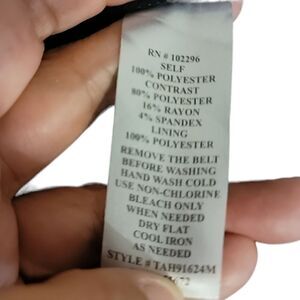 RN # 102296
SELF
100% POLYESTER
CONTRAST
80% POLYESTER
16% RAYON
4% SPANDEX
LINING
100% POLYESTER
REMOVE THE BELT
BEFORE WASHING
HAND WASH COLD
USE NON-CHLORINE
BLEACH ONLY
WHEN NEEDED
DRY FLAT
COOL IRON
AS NEEDED
STYLE # TAH91624M